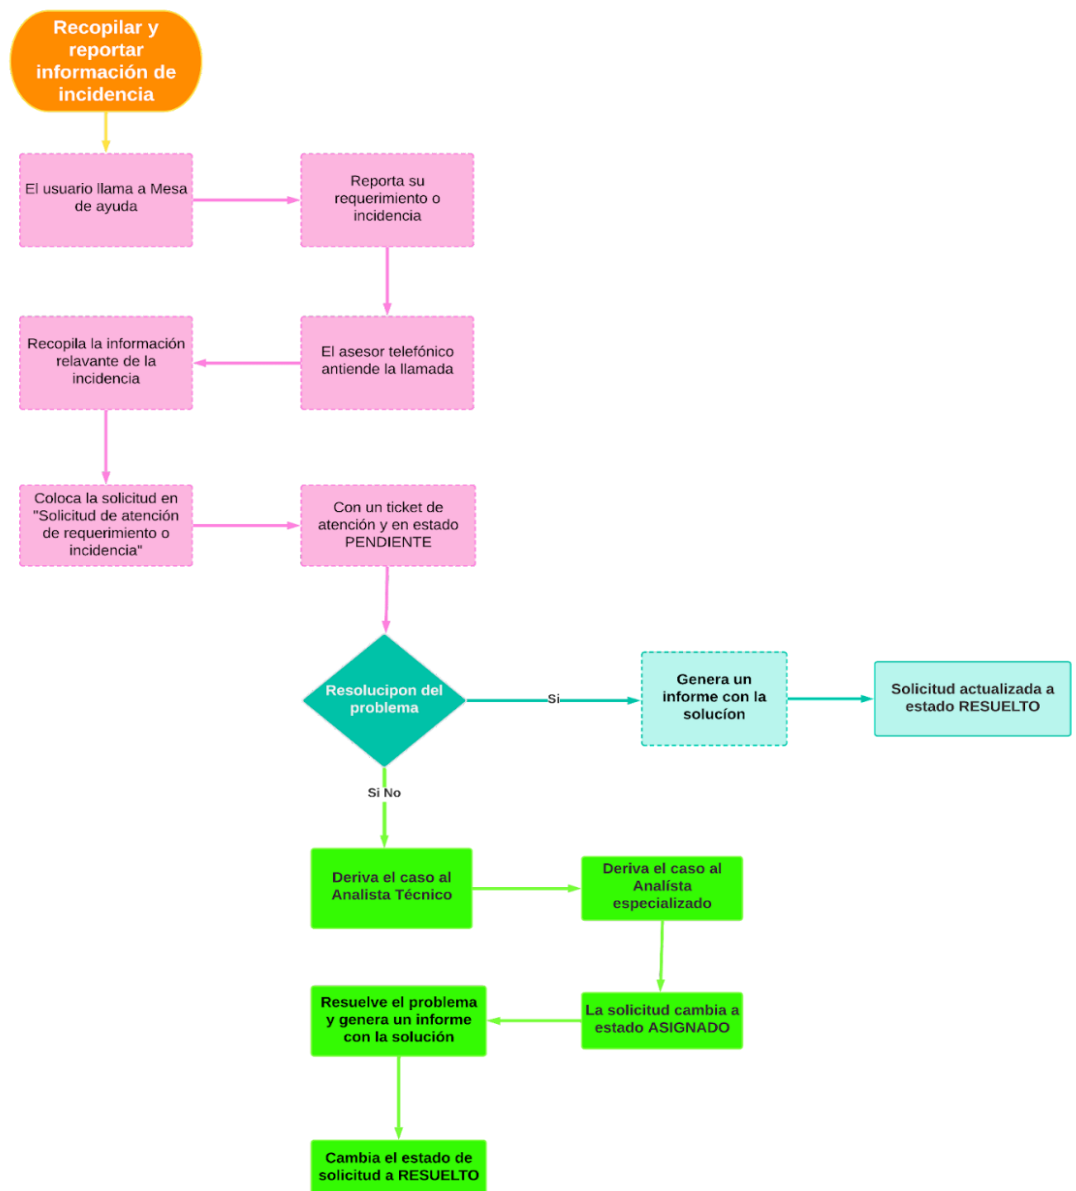 Recopilar y
reportar
información de
incidencia
El usuario llama a Mesa
de ayuda
Reporta su
requerimiento o
incidencia
El asesor telefónico
antiende la llamada
Recopila la información
relavante de la
incidencia
Coloca la solicitud en
"Solicitud de atención
de requerimiento o
incidencia"
Con un ticket de
atención y en estado
PENDIENTE
Resolucipon del
problema
Si
Genera un
informe con la
solucíon
Solicitud actualizada a
estado RESUELTO
Si No
Deriva el caso al
Analista Técnico
Deriva el caso al
Analísta
especializado
La solicitud cambia a
estado ASIGNADO
Resuelve el problema
y genera un informe
con la solución
Cambia el estado de
solicitud a RESUELTO